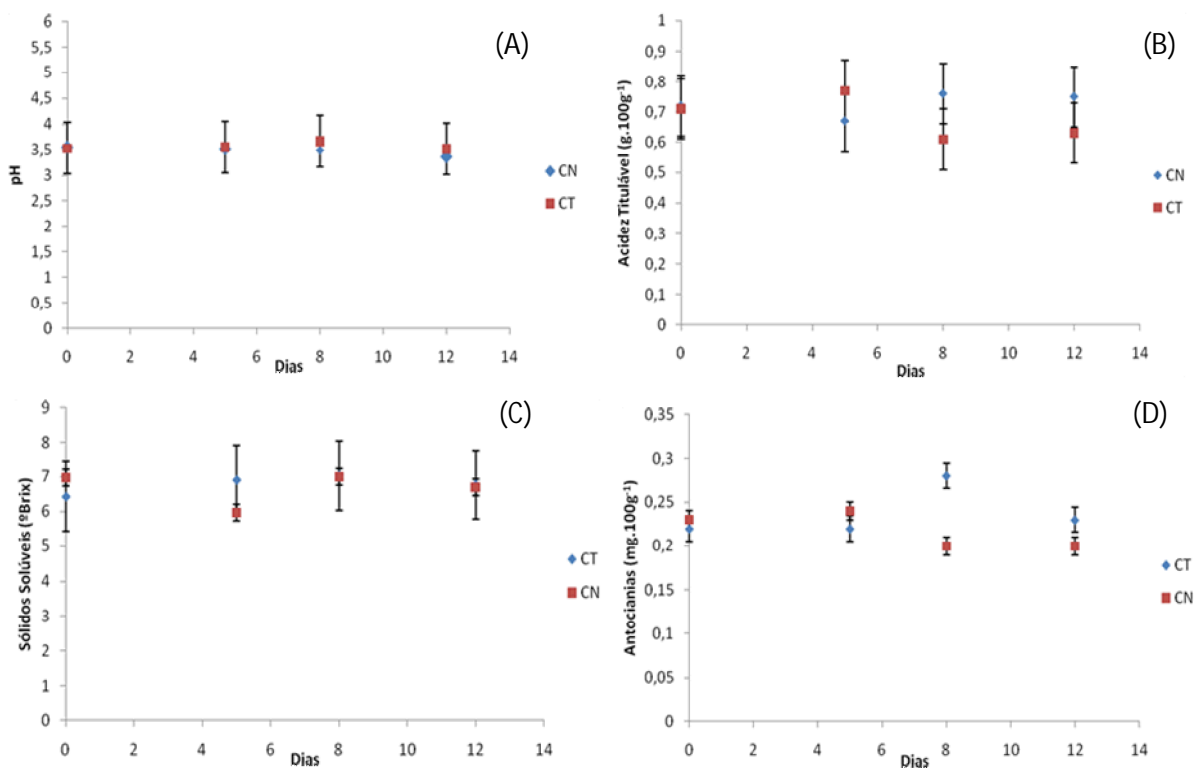 (A)
6
5,5
5
4,5
4
3,5
3
2,5
2
1,5
1
0,5
0
pH
0 2 4 6 8 10 12 14
Dias
CN
CT
(B)
1
0,9
0,8
0,7
0,6
0,5
0,4
0,3
0,2
0,1
0
Acidez Titulável (g.100g⁻¹)
0 2 4 6 8 10 12 14
Dias
CN
CT
(C)
9
8
7
6
5
4
3
2
1
0
Sólidos Solúveis (ºBrix)
0 2 4 6 8 10 12 14
Dias
CT
CN
(D)
0,35
0,3
0,25
0,2
0,15
0,1
0,05
0
Antocianias (mg.100g⁻¹)
0 2 4 6 8 10 12 14
Dias
CT
CN